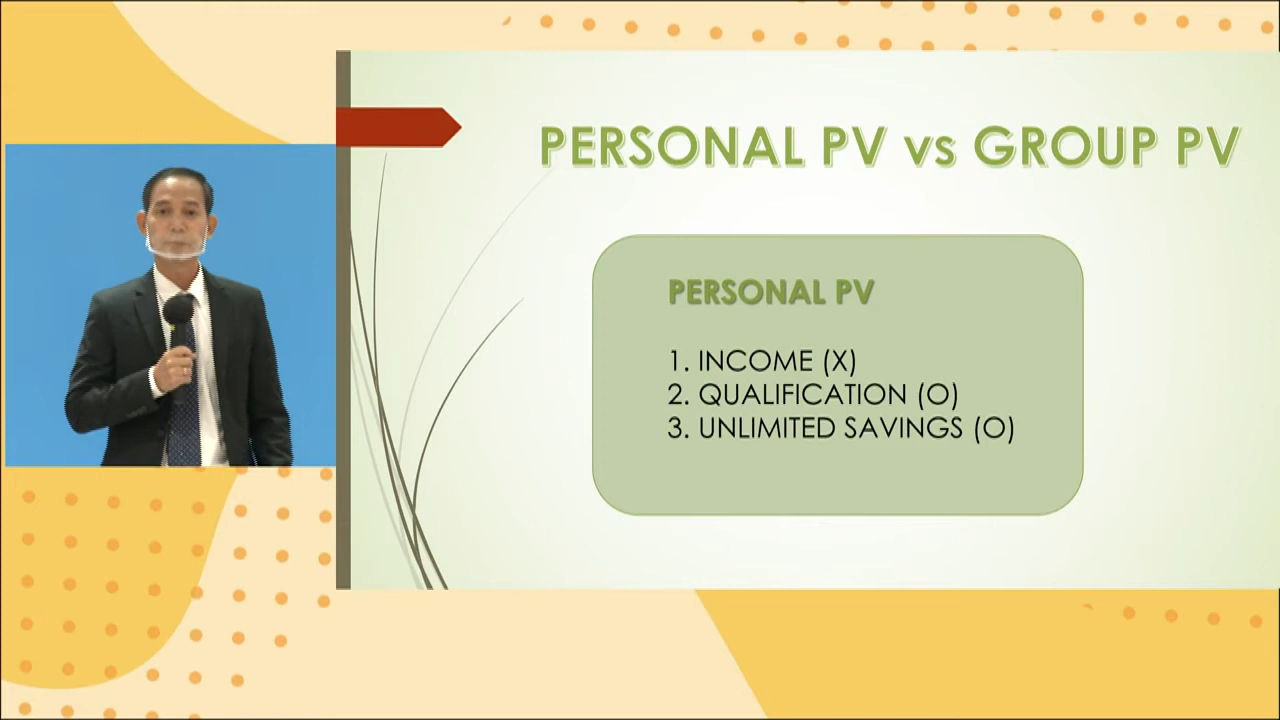 PERSONAL PV vs GROUP PV
PERSONAL PV
1. INCOME (X)
2. QUALIFICATION (O)
3. UNLIMITED SAVINGS (O)